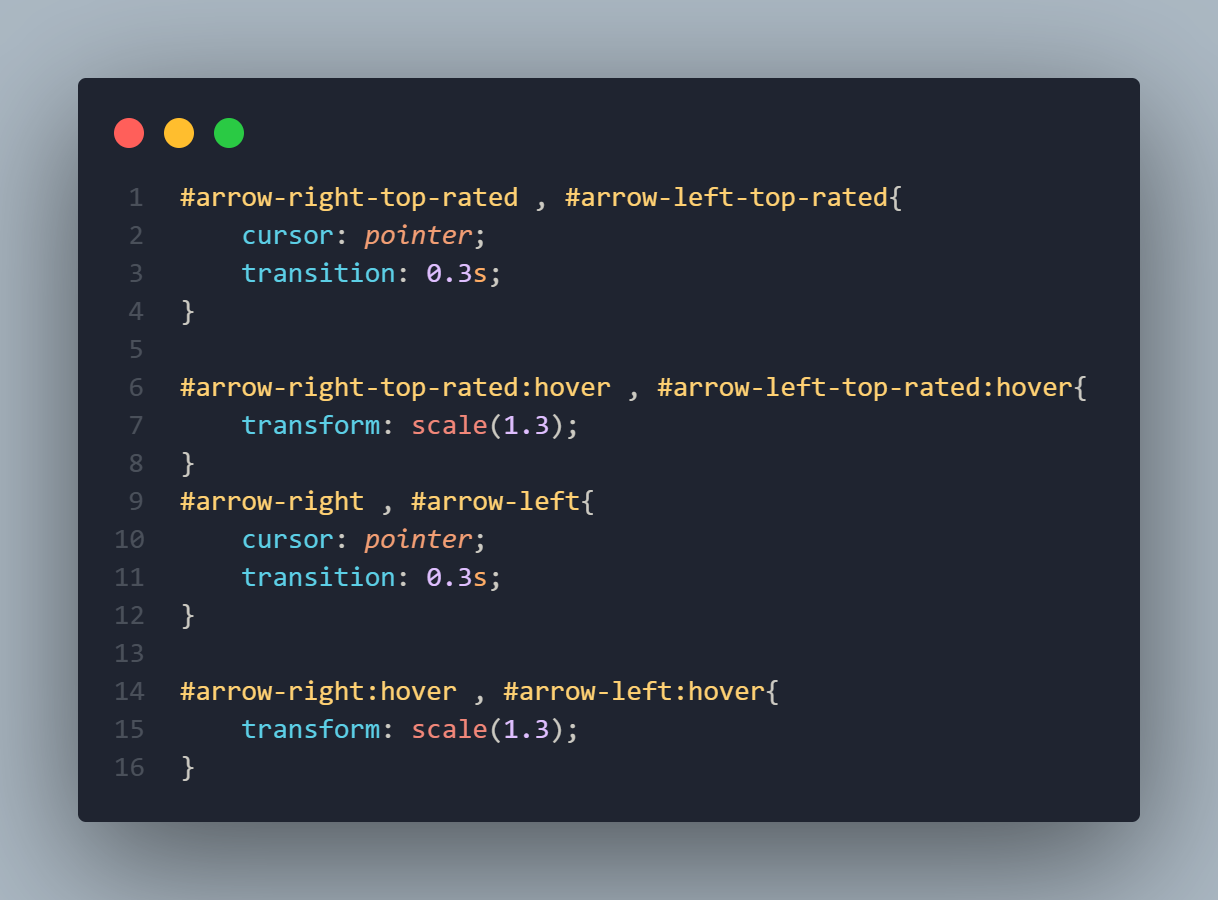 1 #arrow-right-top-rated , #arrow-left-top-rated{
2     cursor: pointer;
3     transition: 0.3s;
4 }
5
6 #arrow-right-top-rated:hover , #arrow-left-top-rated:hover{
7     transform: scale(1.3);
8 }
9 #arrow-right , #arrow-left{
10     cursor: pointer;
11     transition: 0.3s;
12 }
13
14 #arrow-right:hover , #arrow-left:hover{
15     transform: scale(1.3);
16 }